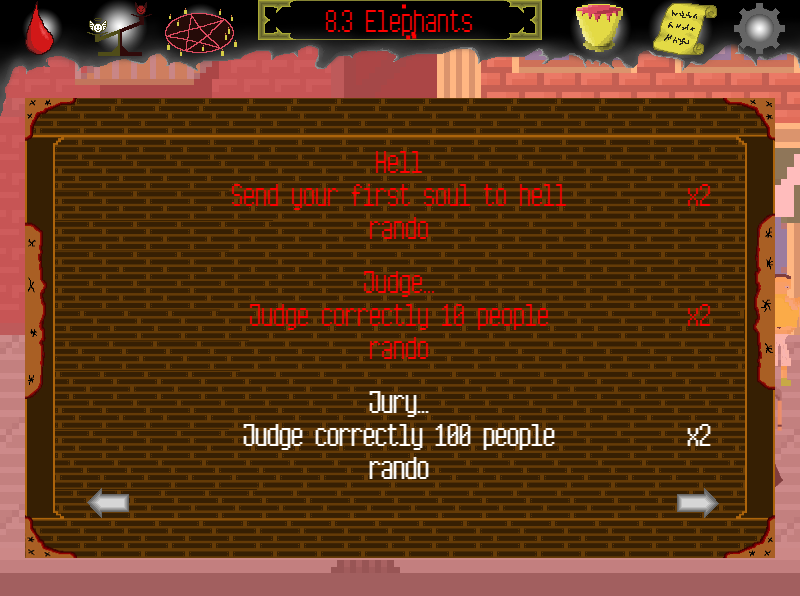 8.3 Elephants
Hell
Send your first soul to hell x2
rando
Judge...
Judge correctly 10 people x2
rando
Jury...
Judge correctly 100 people x2
rando